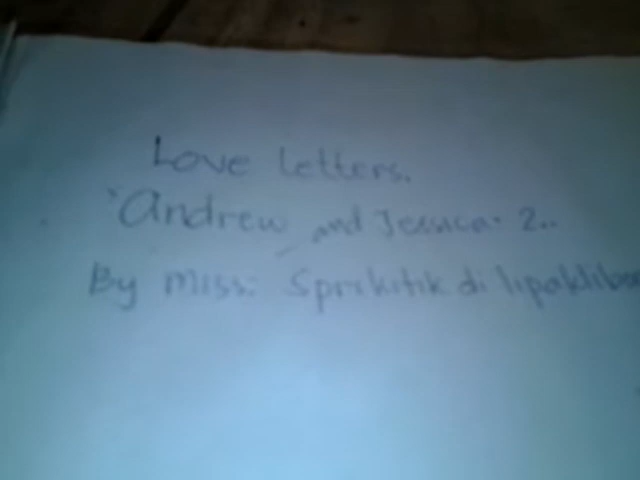 Love letters.
"Andrew and Jessica. 2..
By Miss: Sprikitik di